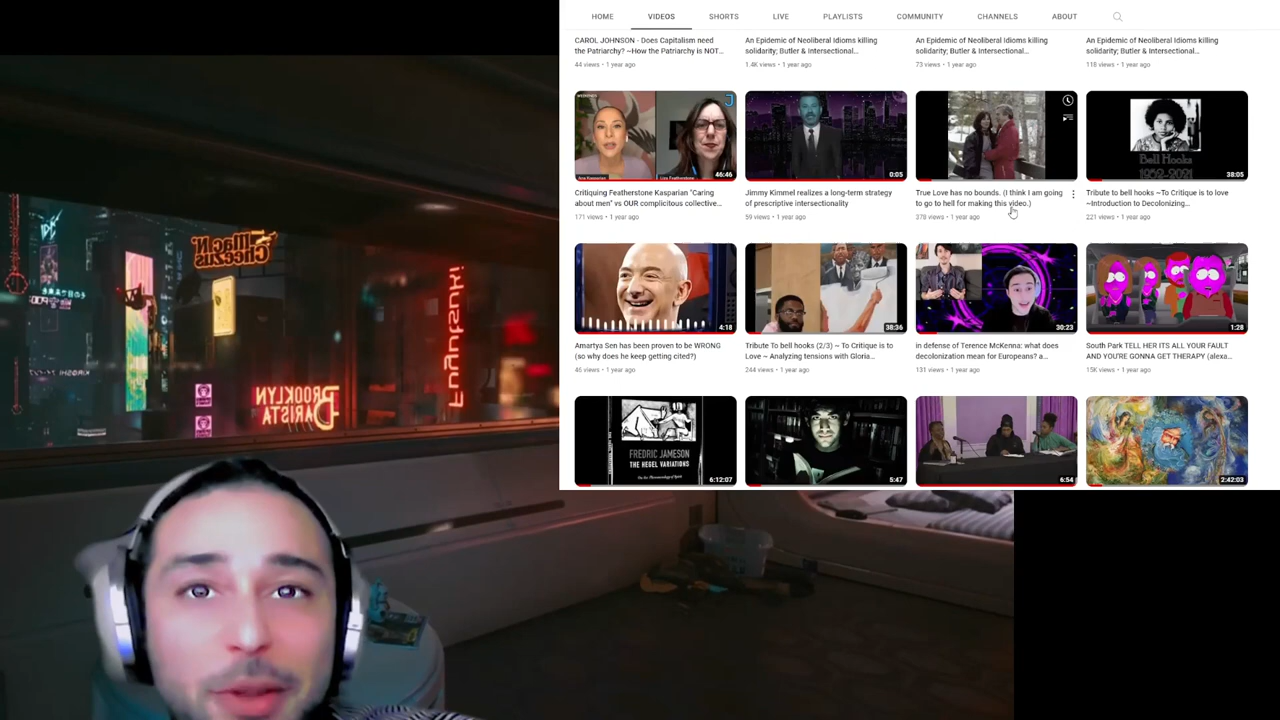 HOME VIDEOS SHORTS LIVE PLAYLISTS COMMUNITY CHANNELS ABOUT
CAROL JOHNSON - Does Capitalism need
the Patriarchy? ~How the Patriarchy is NOT...
44 views • 1 year ago
An Epidemic of Neoliberal Idioms killing
solidarity; Butler & Intersectional...
1.4K views • 1 year ago
An Epidemic of Neoliberal Idioms killing
solidarity; Butler & Intersectional...
73 views • 1 year ago
An Epidemic of Neoliberal Idioms killing
solidarity; Butler & Intersectional...
118 views • 1 year ago
Ana Kasparian
Liza Featherstone
46:46
Critiquing Featherstone Kasparian "Caring
about men" vs OUR complicitous collective...
171 views • 1 year ago
0:05
Jimmy Kimmel realizes a long-term strategy
of prescriptive intersectionality
59 views • 1 year ago
True Love has no bounds. (I think I am going
to go to hell for making this video.)
378 views • 1 year ago
Bell Hooks
1952-2021
38:05
Tribute to bell hooks ~To Critique is to love
~Introduction to Decolonizing...
221 views • 1 year ago
4:18
Amartya Sen has been proven to be WRONG
(so why does he keep getting cited?)
46 views • 1 year ago
38:36
Tribute To bell hooks (2/3) ~ To Critique is to
Love ~ Analyzing tensions with Gloria...
244 views • 1 year ago
30:23
in defense of Terence McKenna: what does
decolonization mean for Europeans? a...
131 views • 1 year ago
1:28
South Park TELL HER ITS ALL YOUR FAULT
AND YOU'RE GONNA GET THERAPY (alexa...
15K views • 1 year ago
FREDRIC JAMESON
THE HEGEL VARIATIONS
6:12:07
5:47
6:54
2:42:03
Mac N'
Cheezus
Fuyutsuki
BROOKLYN
BARISTA